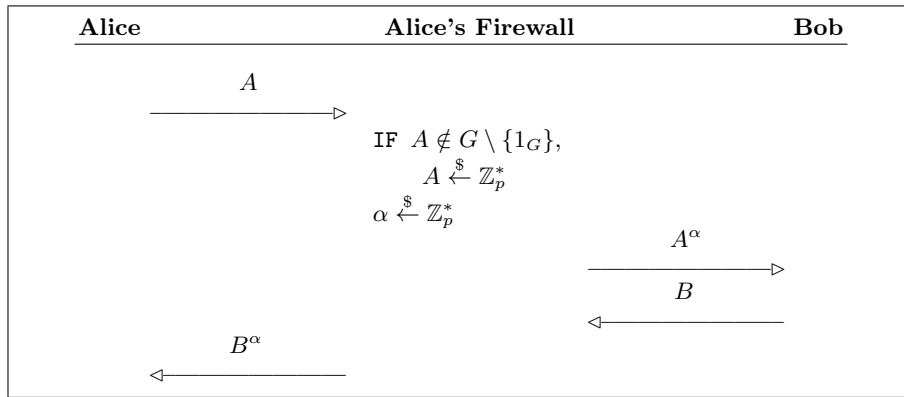 Alice Alice's Firewall Bob
A
IF A ∉ G \ {1_G},
A ←$ ℤ_p^*
α ←$ ℤ_p^*
A^α
B
B^α